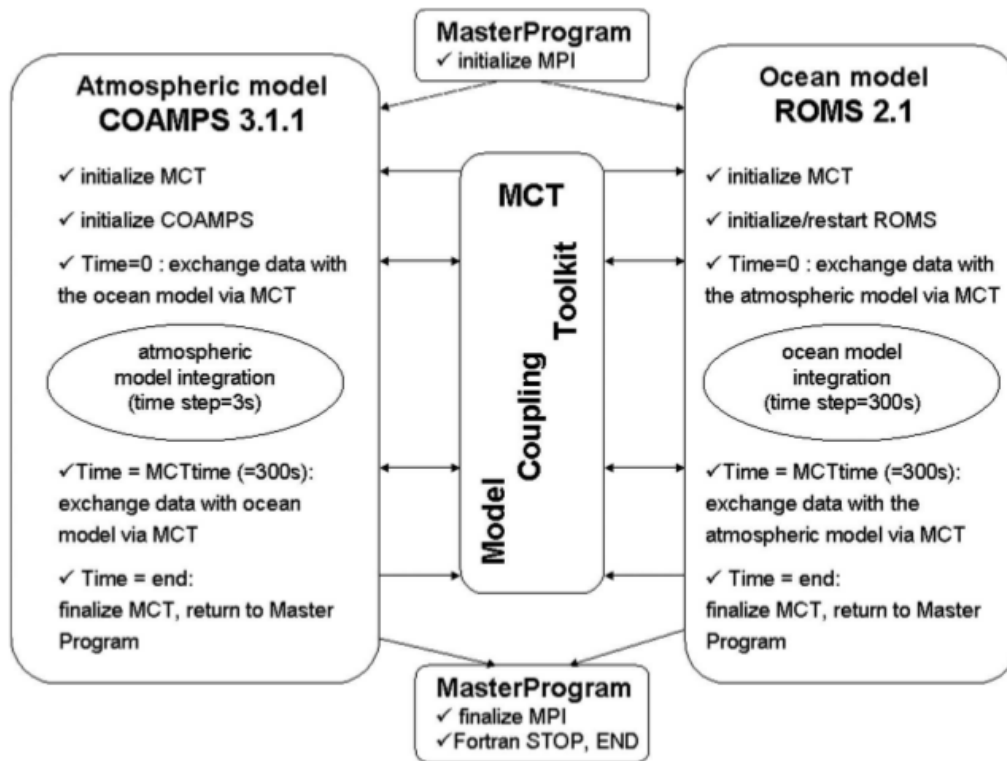 MasterProgram
✓ initialize MPI
Atmospheric model
COAMPS 3.1.1
✓ initialize MCT
✓ initialize COAMPS
✓ Time=0 : exchange data with
the ocean model via MCT
atmospheric
model integration
(time step=3s)
✓Time = MCTtime (=300s):
exchange data with ocean
model via MCT
✓ Time = end:
finalize MCT, return to Master
Program
MCT
Model
Coupling
Toolkit
Ocean model
ROMS 2.1
✓ initialize MCT
✓ initialize/restart ROMS
✓ Time=0 : exchange data with
the atmospheric model via MCT
ocean model
integration
(time step=300s)
✓Time = MCTtime (=300s):
exchange data with the
atmospheric model via MCT
✓ Time = end:
finalize MCT, return to Master
Program
MasterProgram
✓ finalize MPI
✓Fortran STOP, END